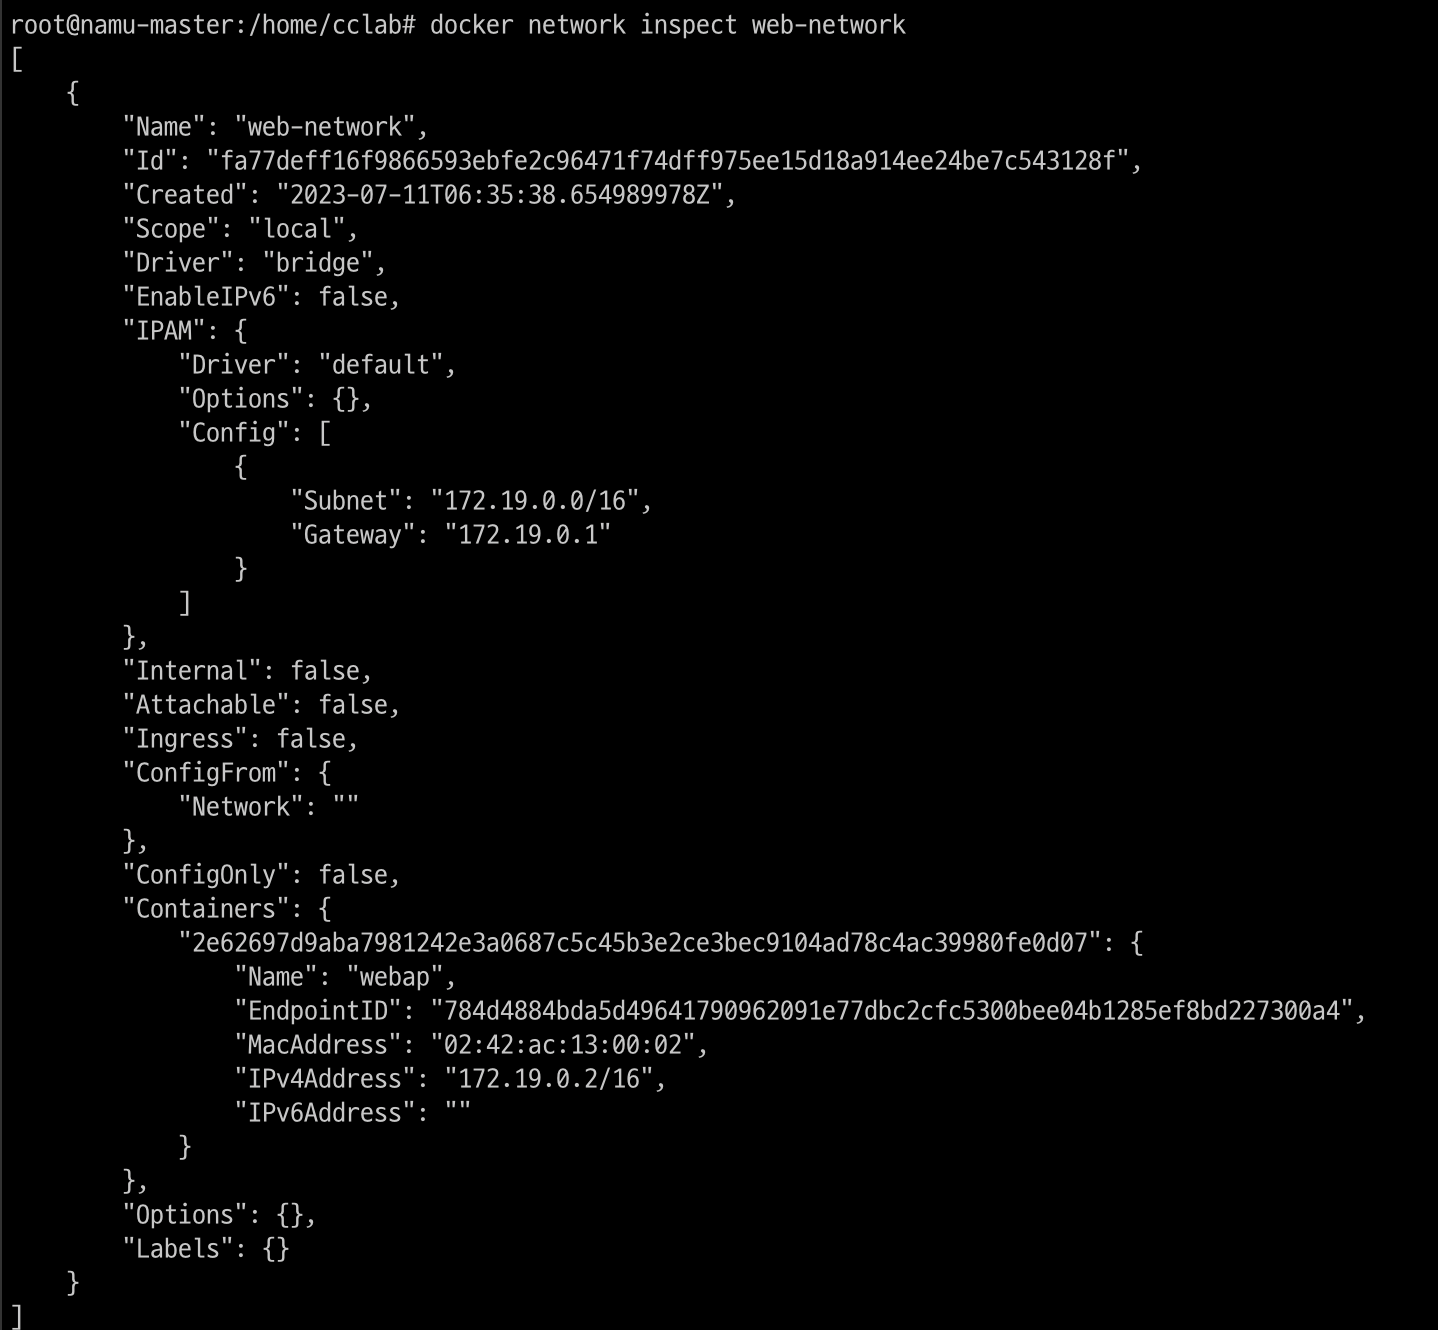 root@namu-master:/home/cclab# docker network inspect web-network
[
    {
        "Name": "web-network",
        "Id": "fa77deff16f9866593ebfe2c96471f74dff975ee15d18a914ee24be7c543128f",
        "Created": "2023-07-11T06:35:38.654989978Z",
        "Scope": "local",
        "Driver": "bridge",
        "EnableIPv6": false,
        "IPAM": {
            "Driver": "default",
            "Options": {},
            "Config": [
                {
                    "Subnet": "172.19.0.0/16",
                    "Gateway": "172.19.0.1"
                }
            ]
        },
        "Internal": false,
        "Attachable": false,
        "Ingress": false,
        "ConfigFrom": {
            "Network": ""
        },
        "ConfigOnly": false,
        "Containers": {
            "2e62697d9aba7981242e3a0687c5c45b3e2ce3bec9104ad78c4ac39980fe0d07": {
                "Name": "webap",
                "EndpointID": "784d4884bda5d49641790962091e77dbc2cfc5300bee04b1285ef8bd227300a4",
                "MacAddress": "02:42:ac:13:00:02",
                "IPv4Address": "172.19.0.2/16",
                "IPv6Address": ""
            }
        },
        "Options": {},
        "Labels": {}
    }
]